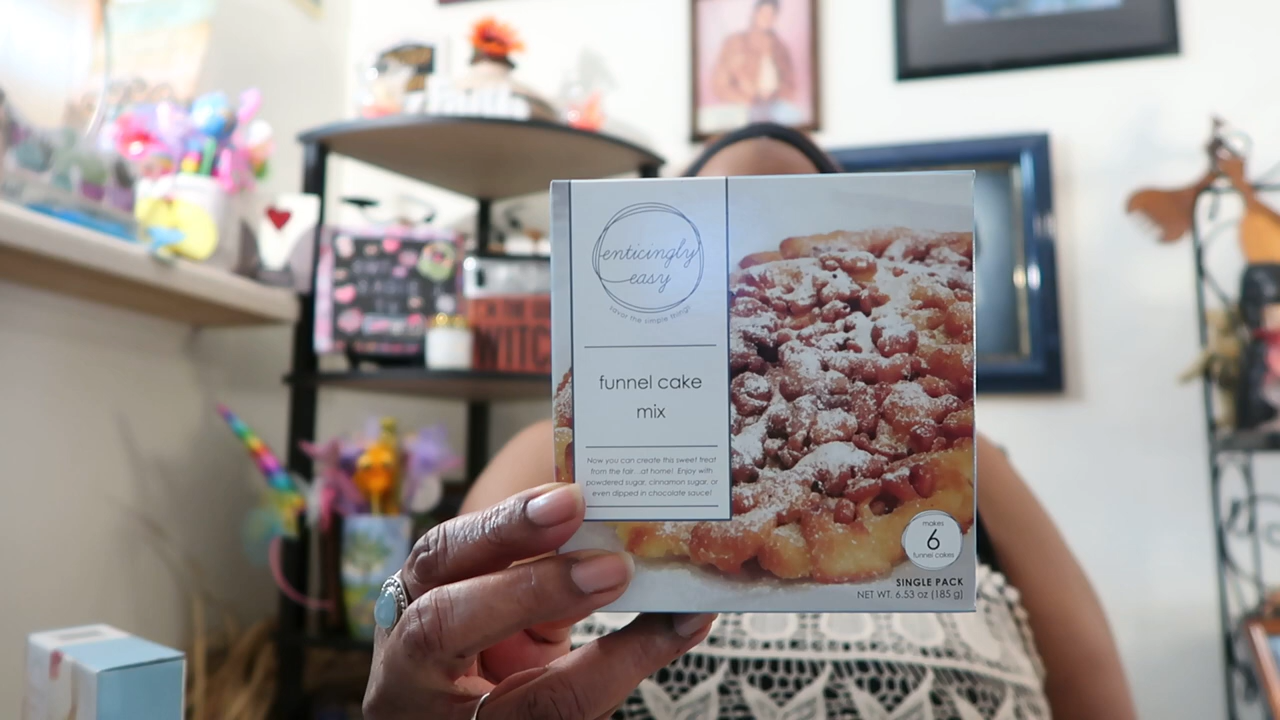 faith
WITCH
enticingly
easy
savor the simple things
funnel cake
mix
Now you can create this sweet treat
from the fair...at home! Enjoy with
powdered sugar, cinnamon sugar, or
even dipped in chocolate sauce!
makes
6
funnel cakes
SINGLE PACK
NET WT. 6.53 oz (185 g)